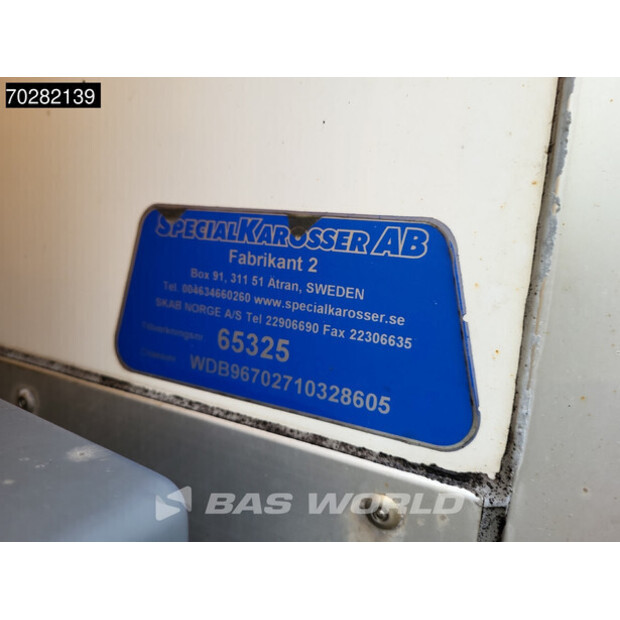 70282139
SPECIALKAROSSER AB
Fabrikant 2
Box 91, 311 51 Ätran, SWEDEN
Tel. 004634660260 www.specialkarosser.se
SKAB NORGE A/S Tel 22906690 Fax 22306635
65325
WDB96702710328605
BAS WORLD